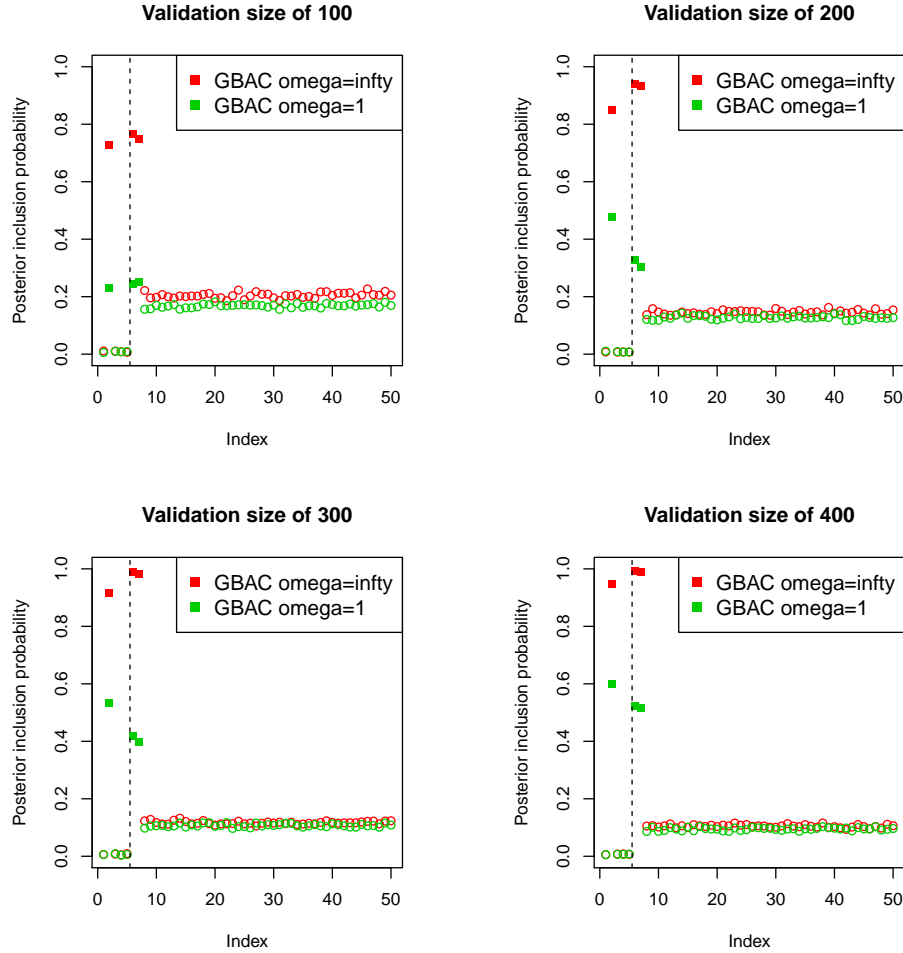 Validation size of 100
Posterior inclusion probability
1.0
0.8
0.6
0.4
0.2
0.0
GBAC omega=infty
GBAC omega=1
0 10 20 30 40 50
Index
Validation size of 200
Posterior inclusion probability
1.0
0.8
0.6
0.4
0.2
0.0
GBAC omega=infty
GBAC omega=1
0 10 20 30 40 50
Index
Validation size of 300
Posterior inclusion probability
1.0
0.8
0.6
0.4
0.2
0.0
GBAC omega=infty
GBAC omega=1
0 10 20 30 40 50
Index
Validation size of 400
Posterior inclusion probability
1.0
0.8
0.6
0.4
0.2
0.0
GBAC omega=infty
GBAC omega=1
0 10 20 30 40 50
Index